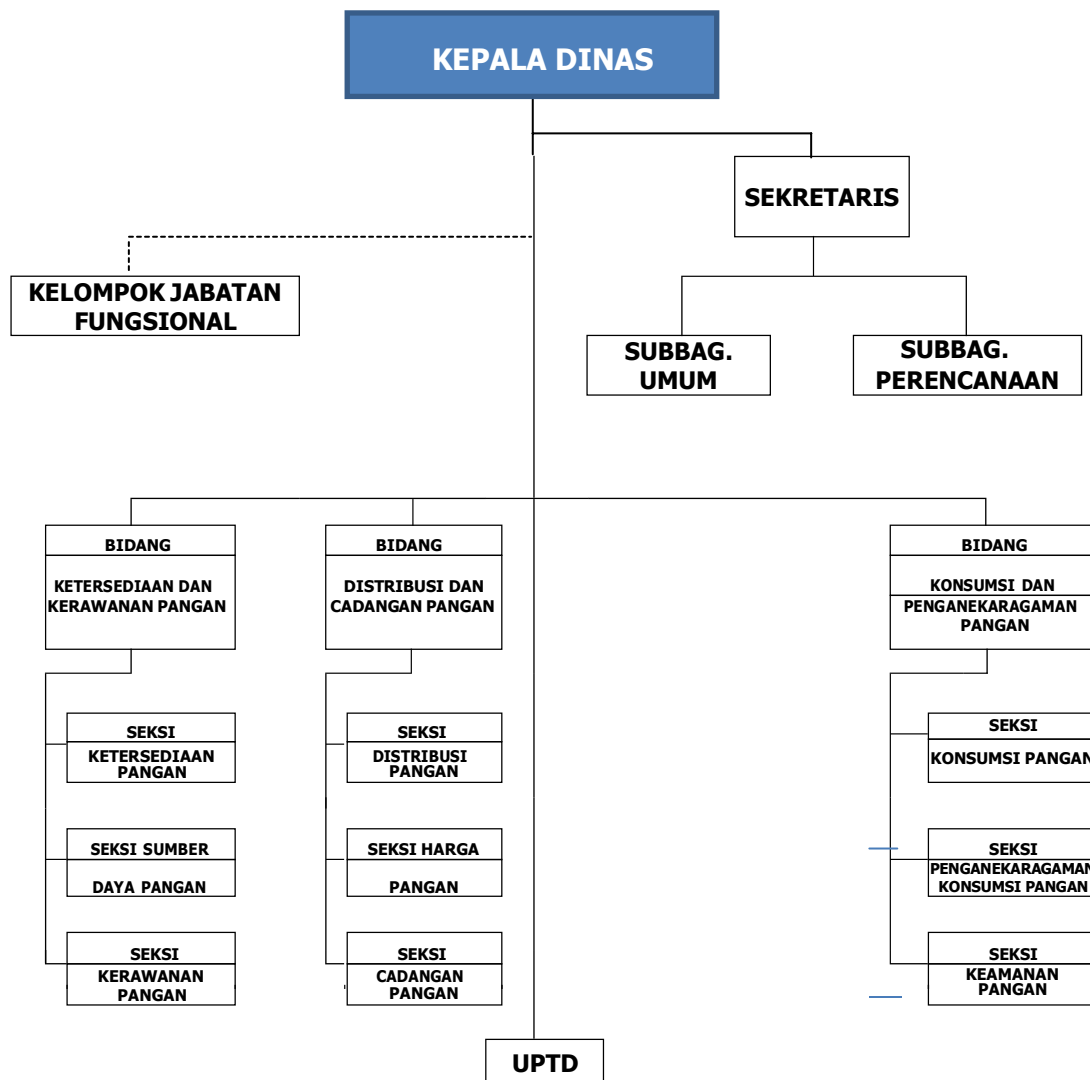 KEPALA DINAS
SEKRETARIS
KELOMPOK JABATAN
FUNGSIONAL
SUBBAG.
UMUM
SUBBAG.
PERENCANAAN
BIDANG
KETERSEDIAAN DAN
KERAWANAN PANGAN
BIDANG
DISTRIBUSI DAN
CADANGAN PANGAN
BIDANG
KONSUMSI DAN
PENGANEKARAGAMAN
PANGAN
SEKSI
KETERSEDIAAN
PANGAN
SEKSI
DISTRIBUSI
PANGAN
SEKSI
KONSUMSI PANGAN
SEKSI SUMBER
DAYA PANGAN
SEKSI HARGA
PANGAN
SEKSI
PENGANEKARAGAMAN
KONSUMSI PANGAN
SEKSI
KERAWANAN
PANGAN
SEKSI
CADANGAN
PANGAN
SEKSI
KEAMANAN
PANGAN
UPTD